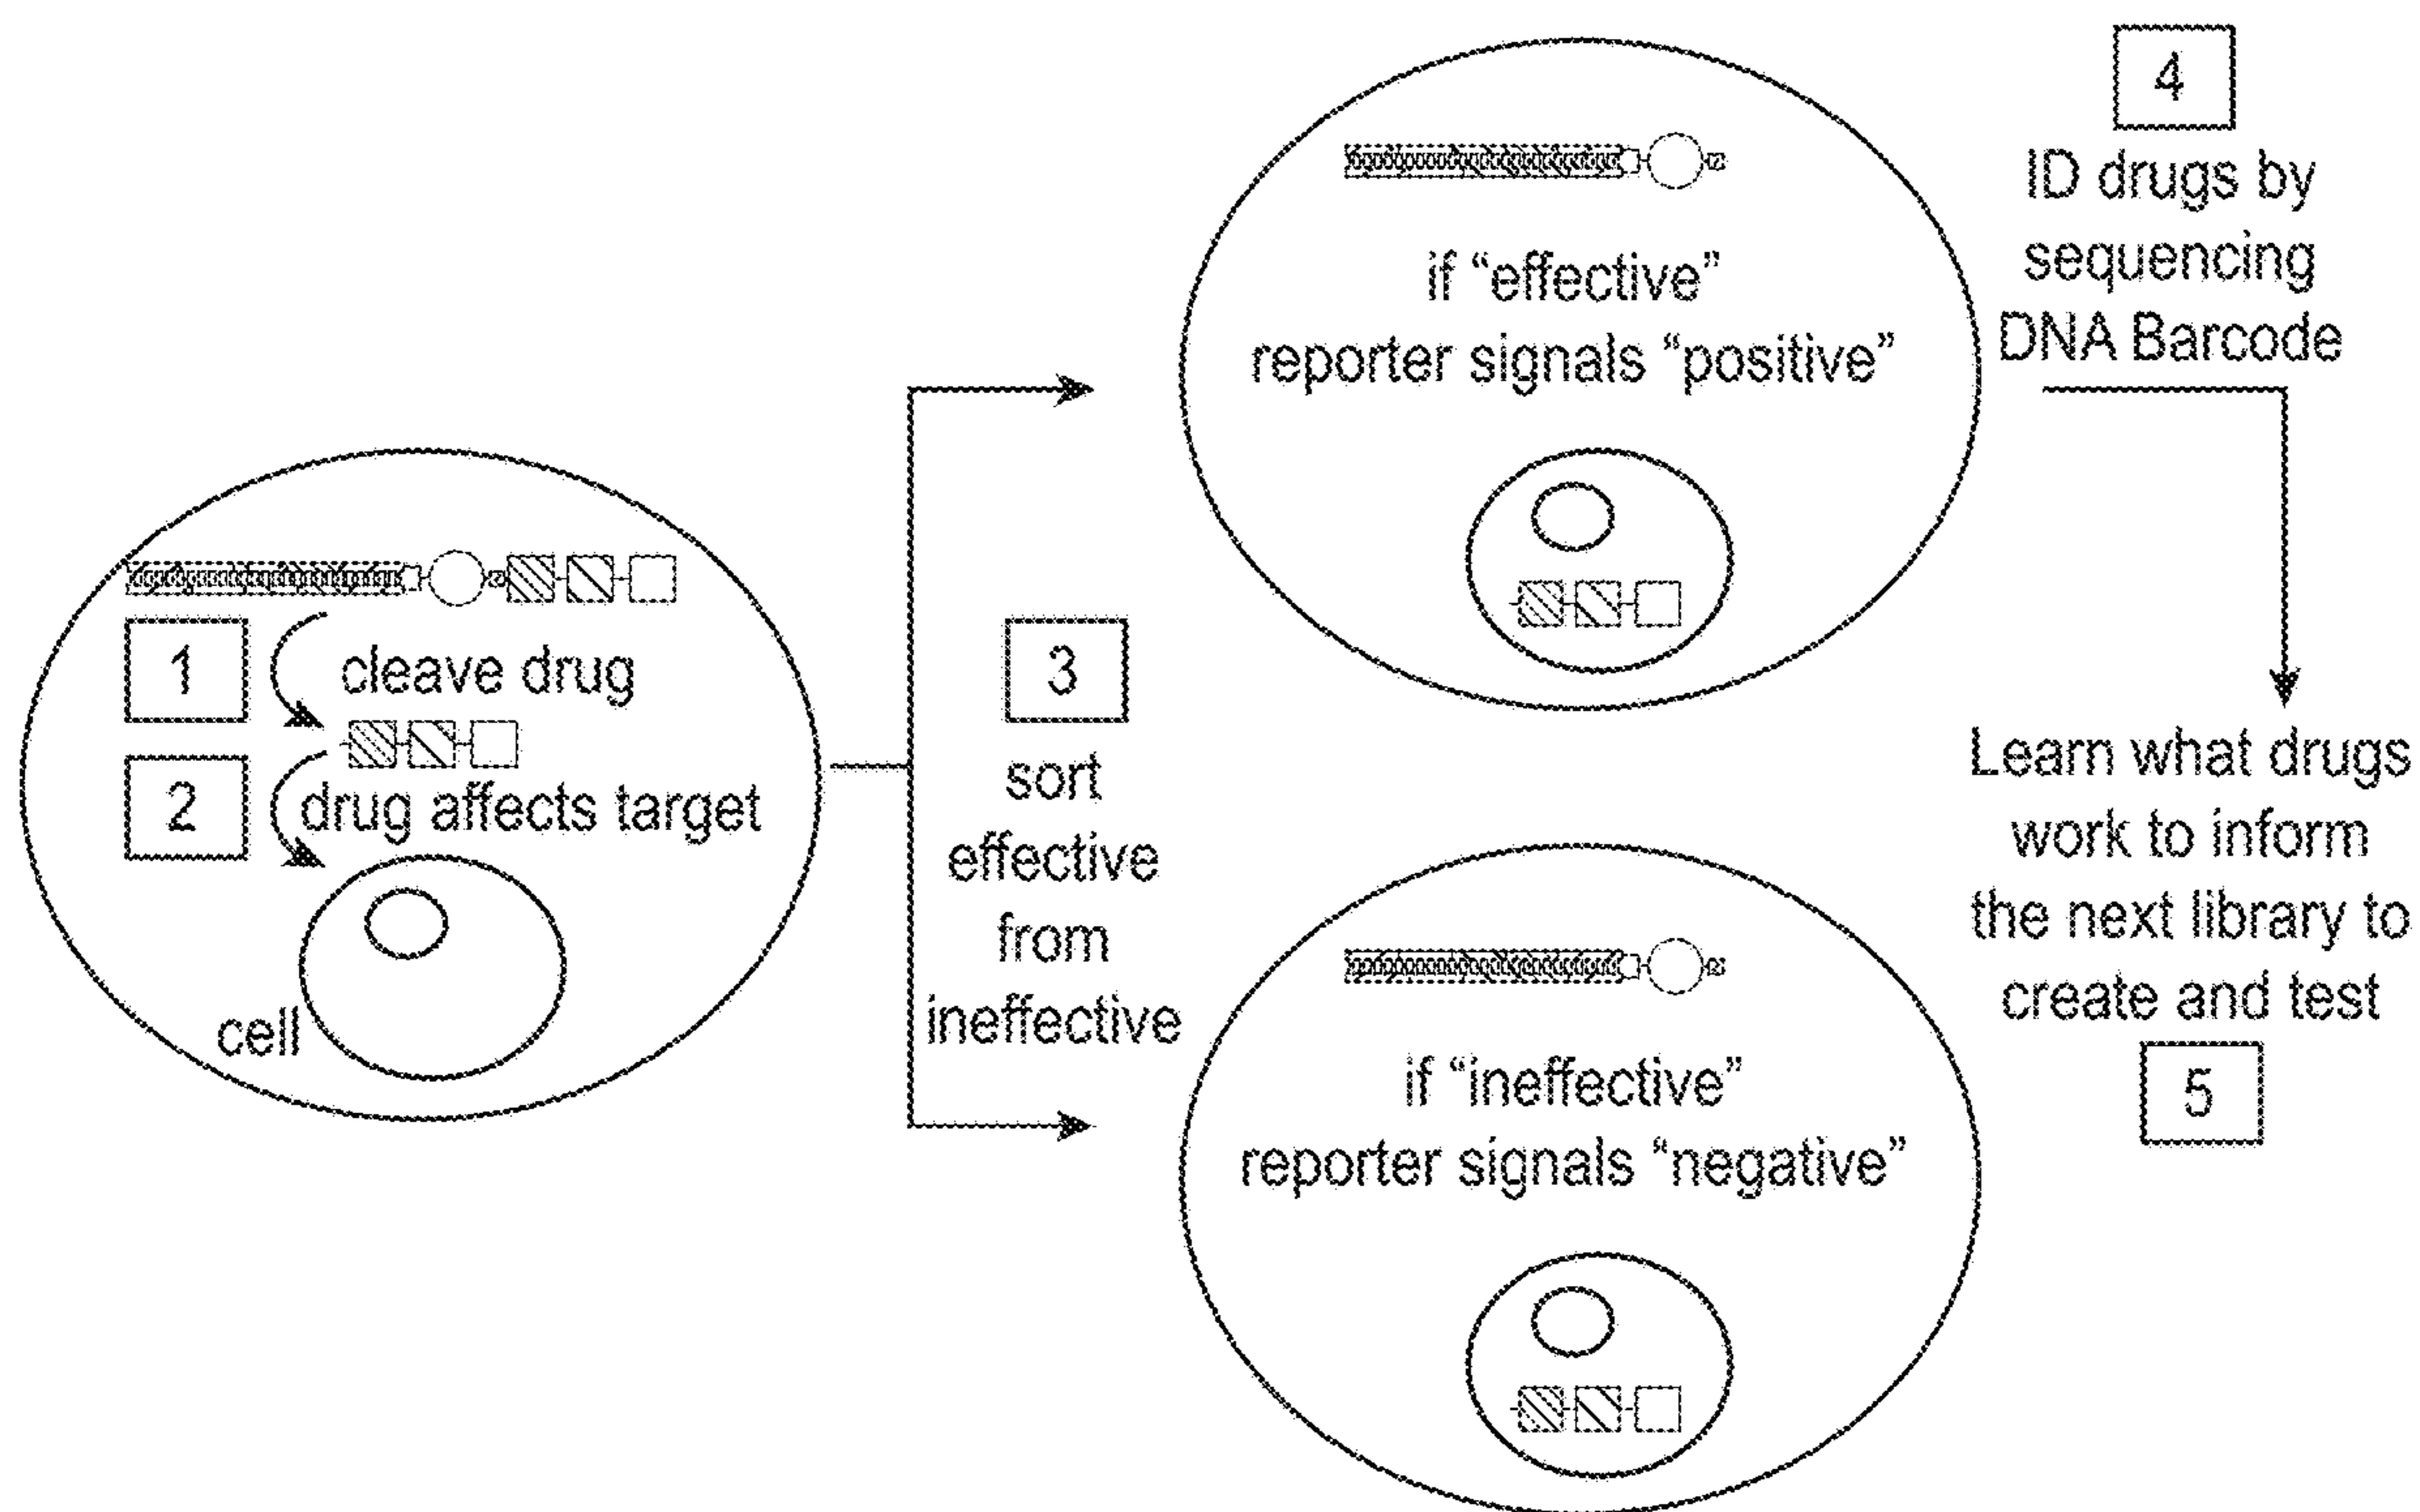 1
cleave drug
2
drug affects target
cell
3
sort
effective
from
ineffective
if “effective”
reporter signals “positive”
if “ineffective”
reporter signals “negative”
4
ID drugs by
sequencing
DNA Barcode
Learn what drugs
work to inform
the next library to
create and test
5